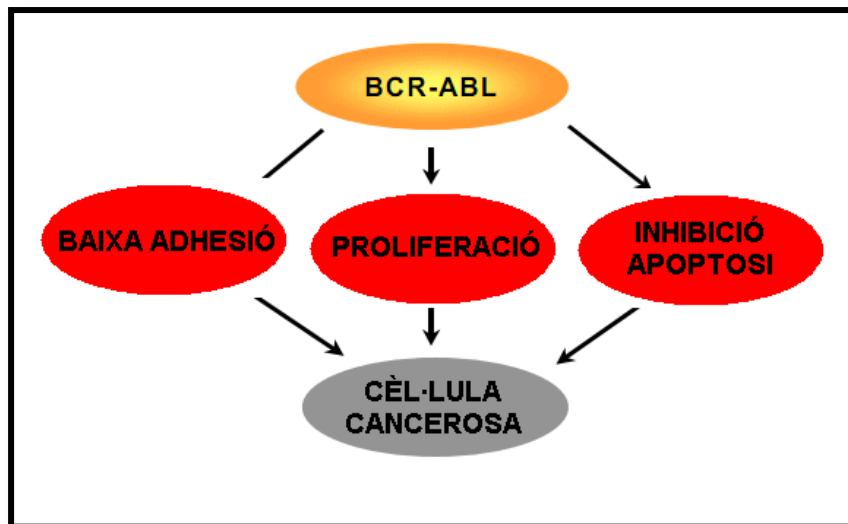 BCR-ABL
BAIXA ADHESIÓ
PROLIFERACIÓ
INHIBICIÓ
APOPTOSI
CÈL·LULA
CANCEROSA